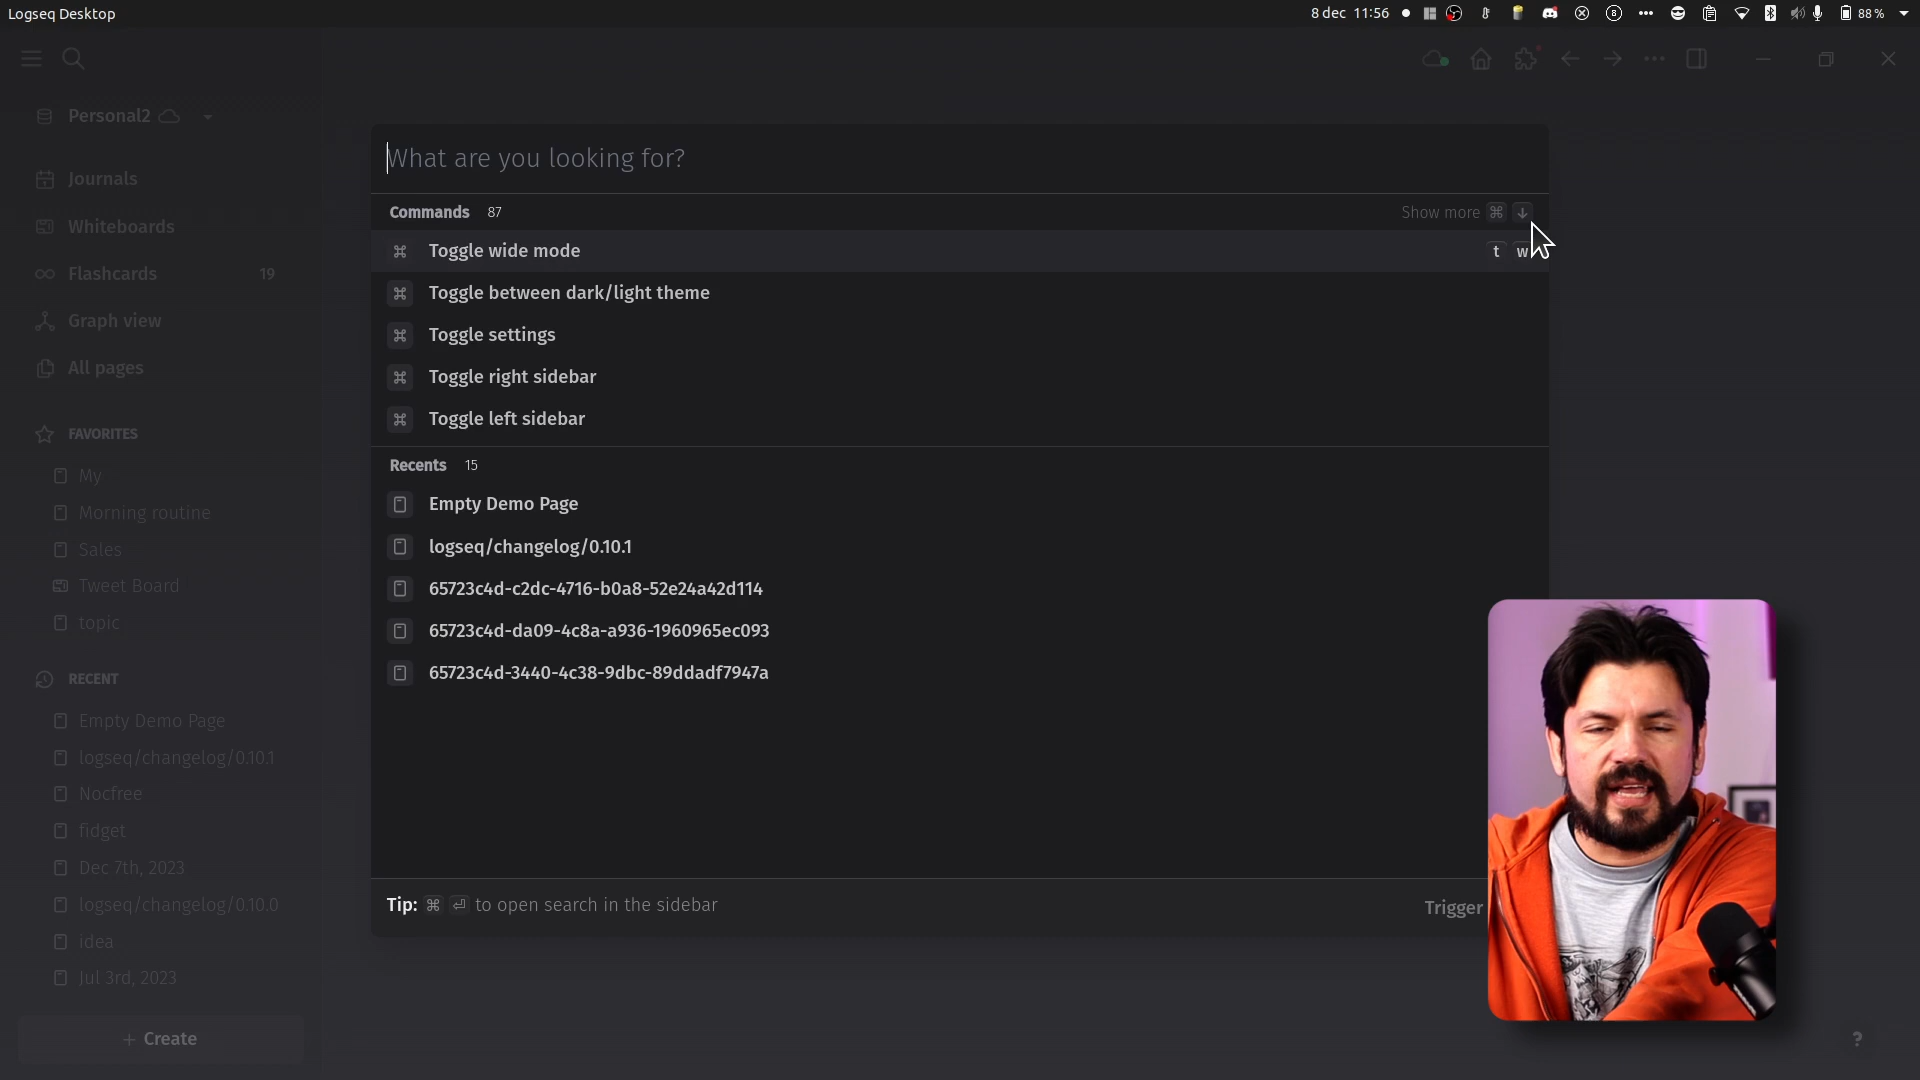 Logseq Desktop
8 dec 11:56
88 %
Personal2
Journals
Whiteboards
Flashcards 19
Graph view
All pages
FAVORITES
My
Morning routine
Sales
Tweet Board
topic
RECENT
Empty Demo Page
logseq/changelog/0.10.1
Nocfree
fidget
Dec 7th, 2023
logseq/changelog/0.10.0
idea
Jul 3rd, 2023
+ Create
What are you looking for?
Commands 87
Show more ⌘ ↓
⌘ Toggle wide mode t w
⌘ Toggle between dark/light theme
⌘ Toggle settings
⌘ Toggle right sidebar
⌘ Toggle left sidebar
Recents 15
Empty Demo Page
logseq/changelog/0.10.1
65723c4d-c2dc-4716-b0a8-52e24a42d114
65723c4d-da09-4c8a-a936-1960965ec093
65723c4d-3440-4c38-9dbc-89ddadf7947a
Tip: ⌘ ⏎ to open search in the sidebar
Trigger
?